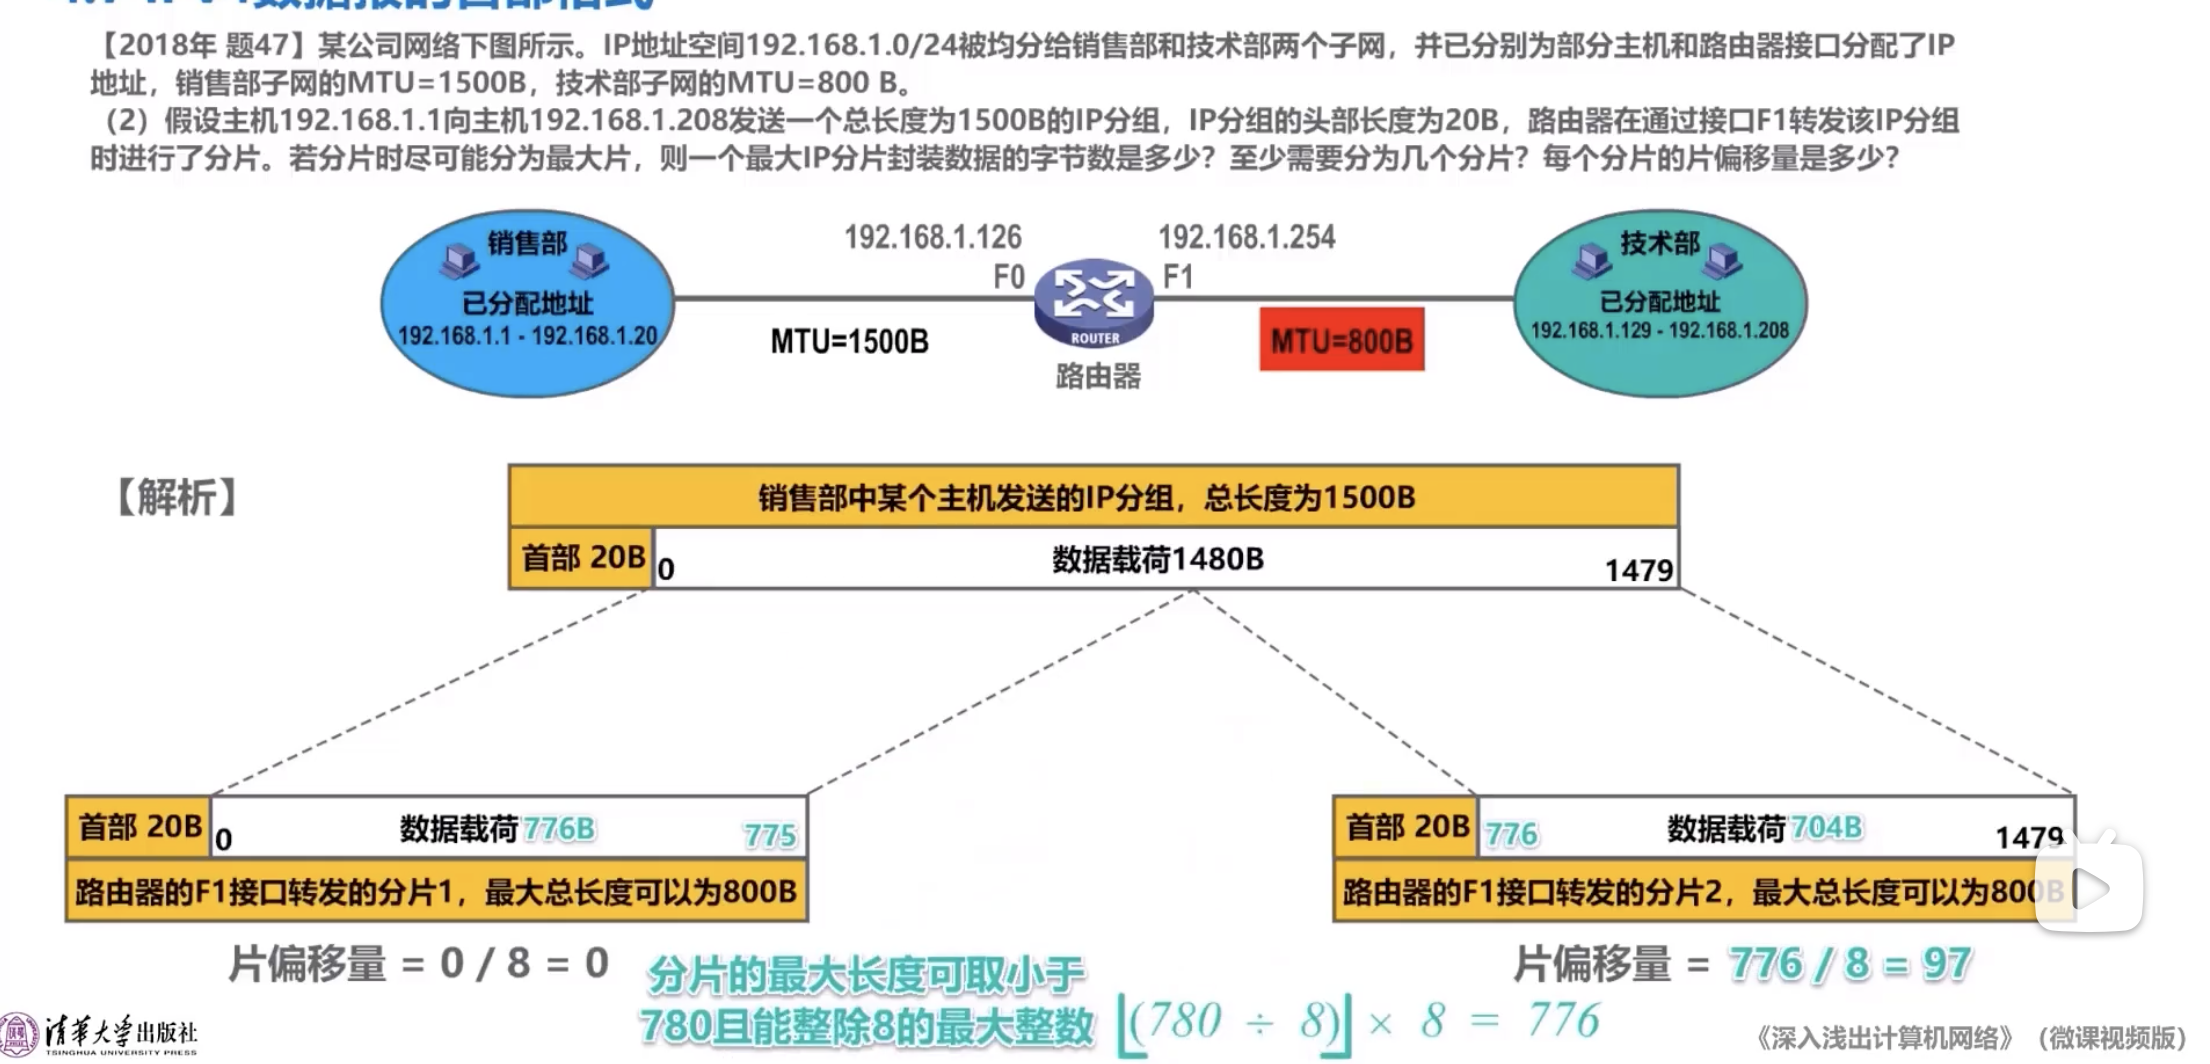 【2018年 题47】某公司网络下图所示。IP地址空间192.168.1.0/24被均分给销售部和技术部两个子网，并已分别为部分主机和路由器接口分配了IP
地址，销售部子网的MTU=1500B，技术部子网的MTU=800 B。
（2）假设主机192.168.1.1向主机192.168.1.208发送一个总长度为1500B的IP分组，IP分组的头部长度为20B，路由器在通过接口F1转发该IP分组
时进行了分片。若分片时尽可能分为最大片，则一个最大IP分片封装数据的字节数是多少？至少需要分为几个分片？每个分片的片偏移量是多少？
销售部
已分配地址
192.168.1.1 - 192.168.1.20
192.168.1.126
F0
MTU=1500B
ROUTER
路由器
192.168.1.254
F1
MTU=800B
技术部
已分配地址
192.168.1.129 - 192.168.1.208
【解析】
销售部中某个主机发送的IP分组，总长度为1500B
首部 20B 0 数据载荷1480B 1479
首部 20B 0 数据载荷776B 775
路由器的F1接口转发的分片1，最大总长度可以为800B
片偏移量 = 0 / 8 = 0
首部 20B 776 数据载荷704B 1479
路由器的F1接口转发的分片2，最大总长度可以为800B
片偏移量 = 776 / 8 = 97
分片的最大长度可取小于
780且能整除8的最大整数 ⌊(780 ÷ 8)⌋ × 8 = 776
清华大学出版社
TSINGHUA UNIVERSITY PRESS
《深入浅出计算机网络》（微课视频版）